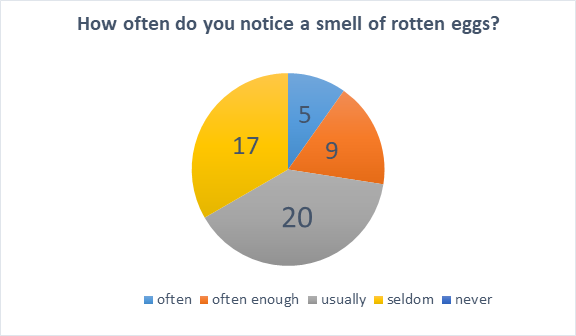 How often do you notice a smell of rotten eggs?
5
9
17
20
often often enough usually seldom never